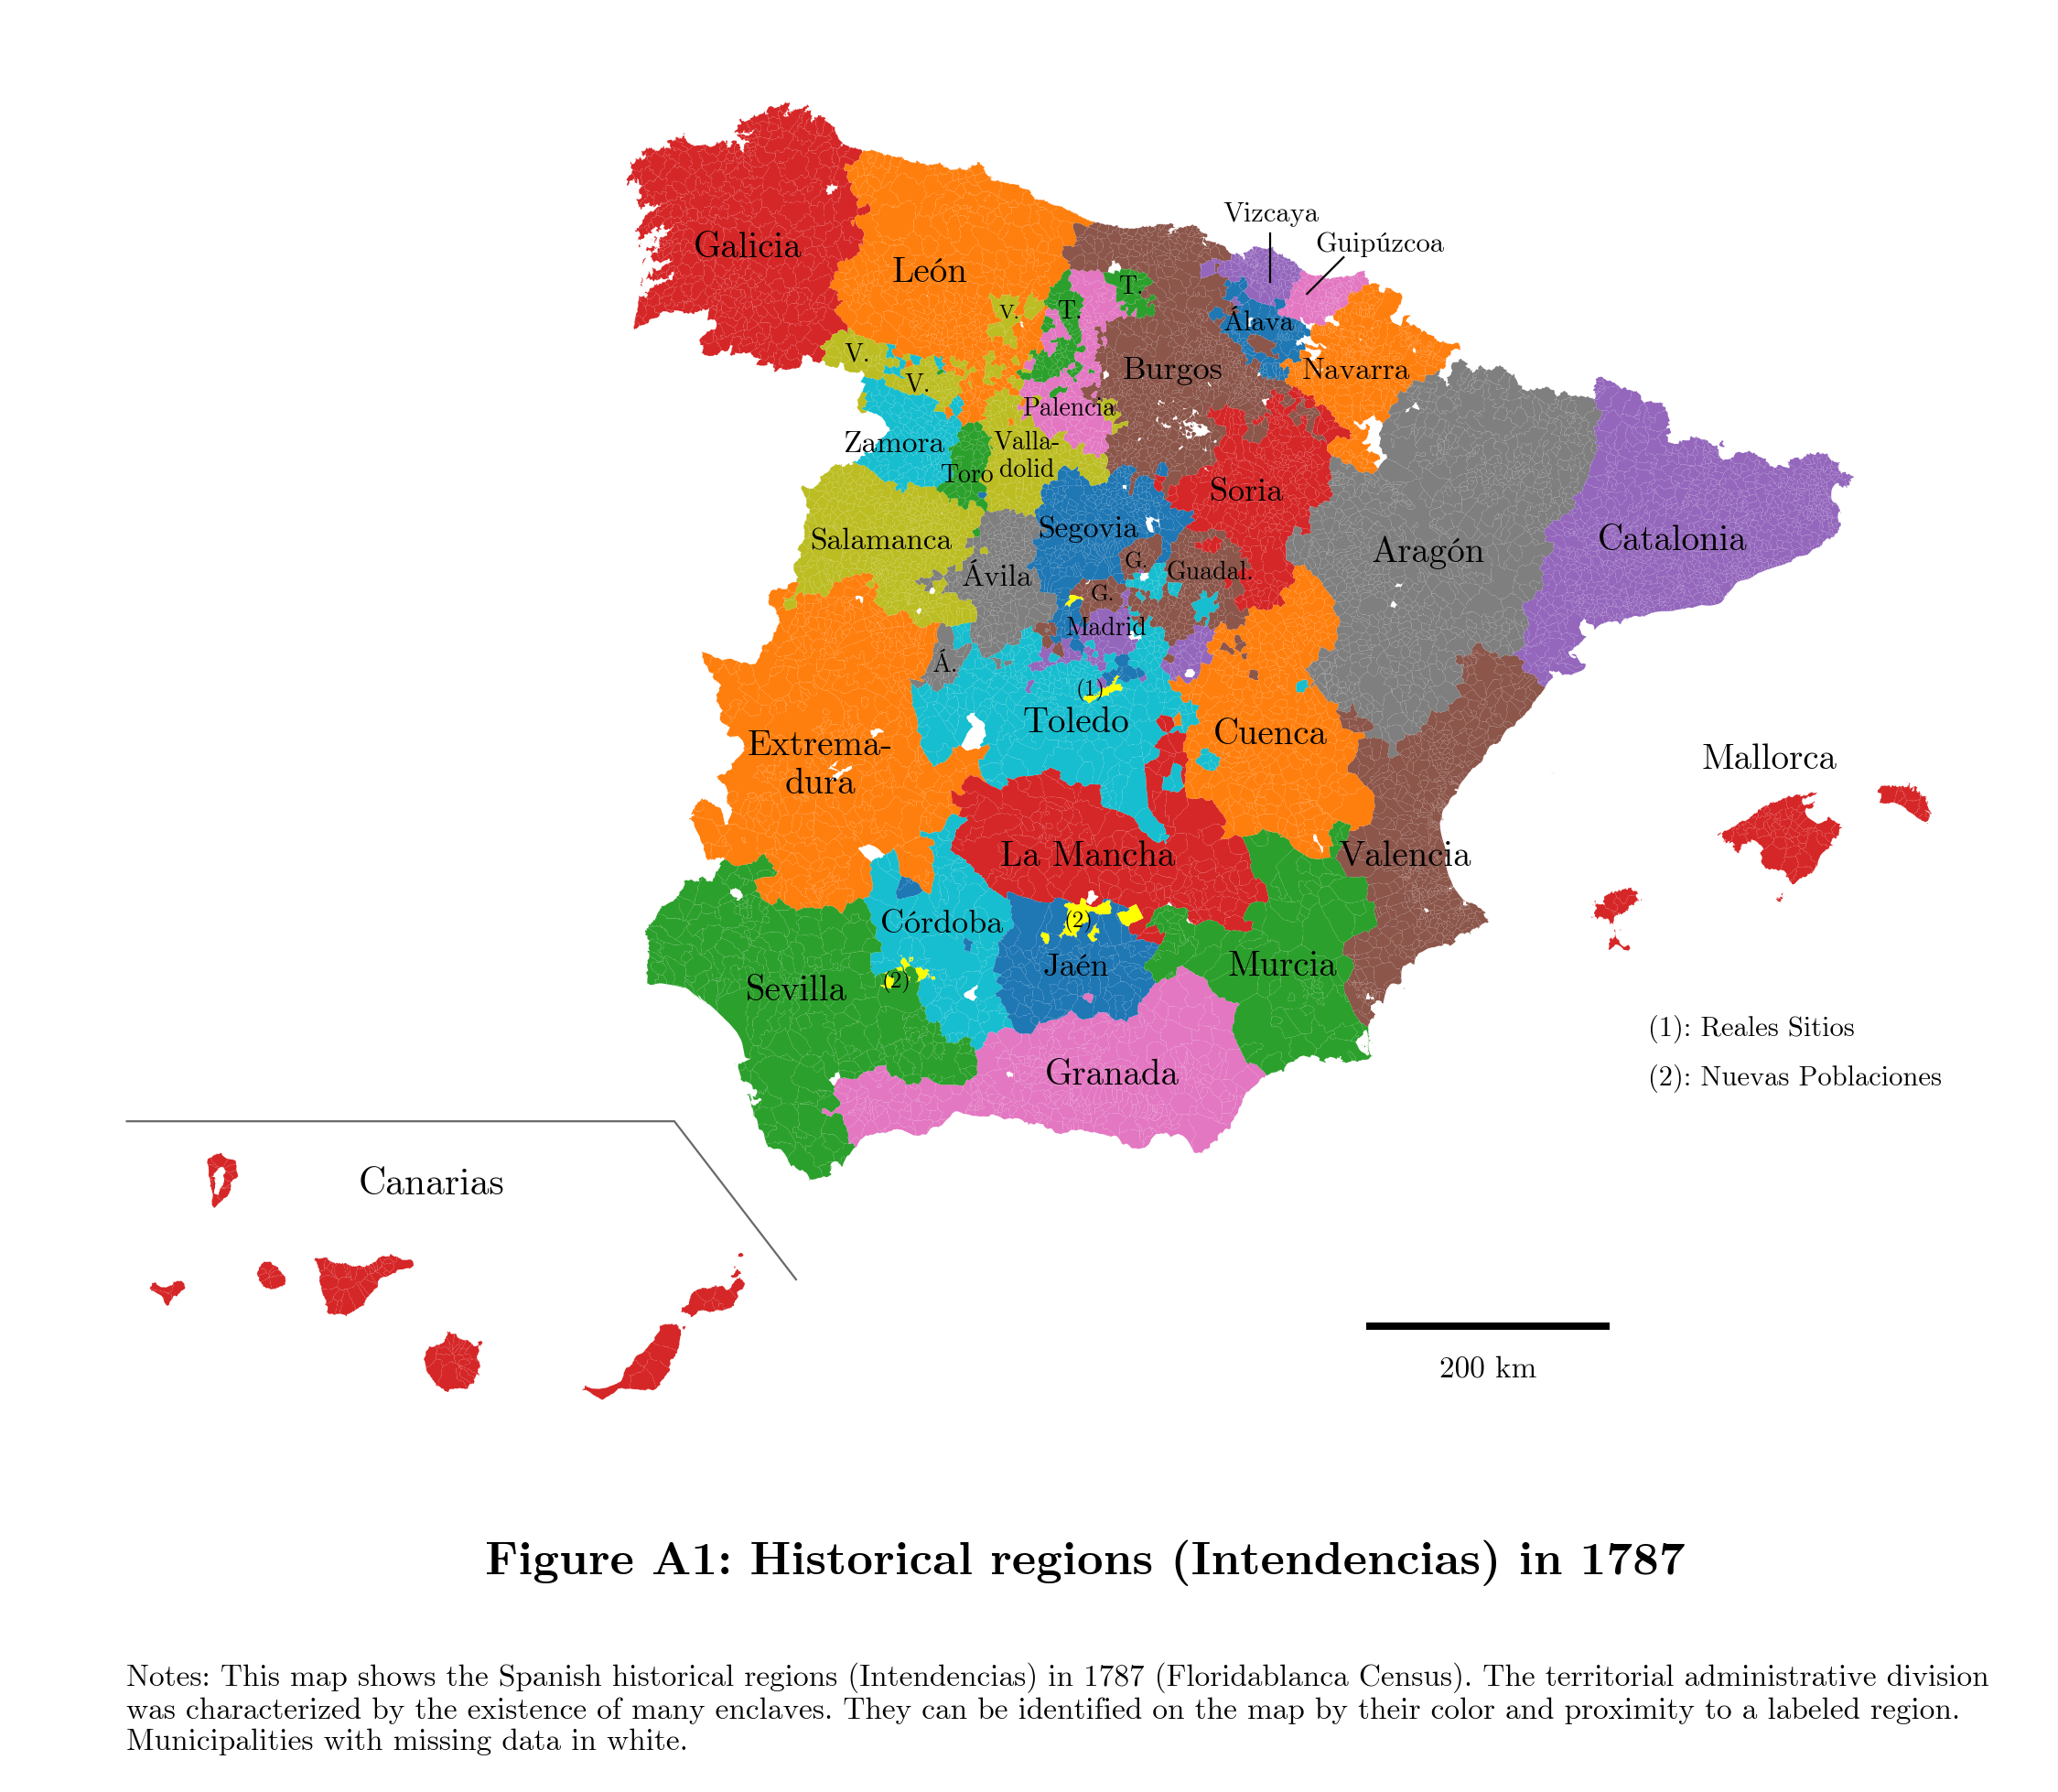 Vizcaya
Guipúzcoa
Galicia
León
T.
T.
V.
Álava
V.
V.
Burgos
Navarra
Palencia
Zamora
Valla-
dolid
Toro
Soria
Salamanca
Segovia
Ávila
G.
Guadal.
G.
Aragón
Catalonia
Madrid
Á.
(1)
Toledo
Cuenca
Extrema-
dura
Mallorca
La Mancha
Valencia
Córdoba
(2)
Jaén
Murcia
Sevilla
(2)
Granada
(1): Reales Sitios
(2): Nuevas Poblaciones
Canarias
200 km
Figure A1: Historical regions (Intendencias) in 1787
Notes: This map shows the Spanish historical regions (Intendencias) in 1787 (Floridablanca Census). The territorial administrative division
was characterized by the existence of many enclaves. They can be identified on the map by their color and proximity to a labeled region.
Municipalities with missing data in white.